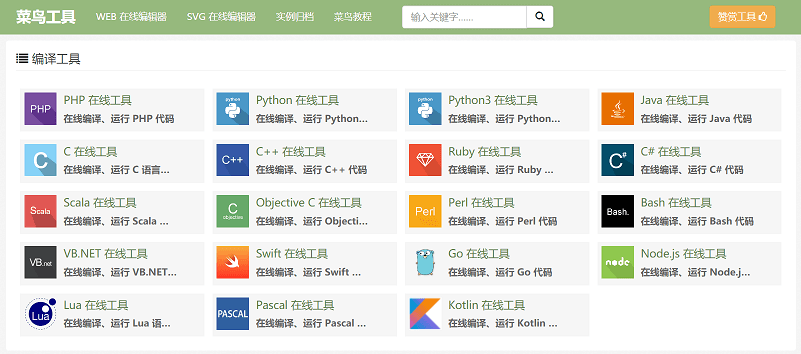 菜鸟工具 WEB 在线编辑器 SVG 在线编辑器 实例归档 菜鸟教程 输入关键字...... 赞赏工具
编译工具
PHP PHP 在线工具 python Python 在线工具 python Python3 在线工具 Java Java 在线工具
在线编译、运行 PHP 代码 在线编译、运行 Python... 在线编译、运行 Python... 在线编译、运行 Java 代码
C C 在线工具 C++ C++ 在线工具 Ruby 在线工具 C# C# 在线工具
在线编译、运行 C 语言... 在线编译、运行 C++ 代码 在线编译、运行 Ruby ... 在线编译、运行 C# 代码
Scala Scala 在线工具 C objective Objective C 在线工具 Perl Perl 在线工具 Bash. Bash 在线工具
在线编译、运行 Scala ... 在线编译、运行 Objecti... 在线编译、运行 Perl 代码 在线编译、运行 Bash 代码
VB.net VB.NET 在线工具 Swift 在线工具 Go 在线工具 node Node.js 在线工具
在线编译、运行 VB.NET... 在线编译、运行 Swift ... 在线编译、运行 Go 代码 在线编译、运行 Node.j...
Lua Lua 在线工具 PASCAL Pascal 在线工具 Kotlin 在线工具
在线编译、运行 Lua 语... 在线编译、运行 Pascal ... 在线编译、运行 Kotlin ...